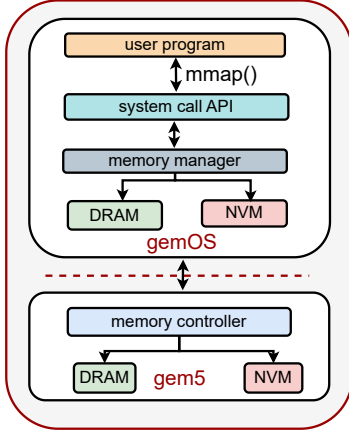 user program
mmap()
system call API
memory manager
DRAM
NVM
gemOS
memory controller
DRAM
gem5
NVM